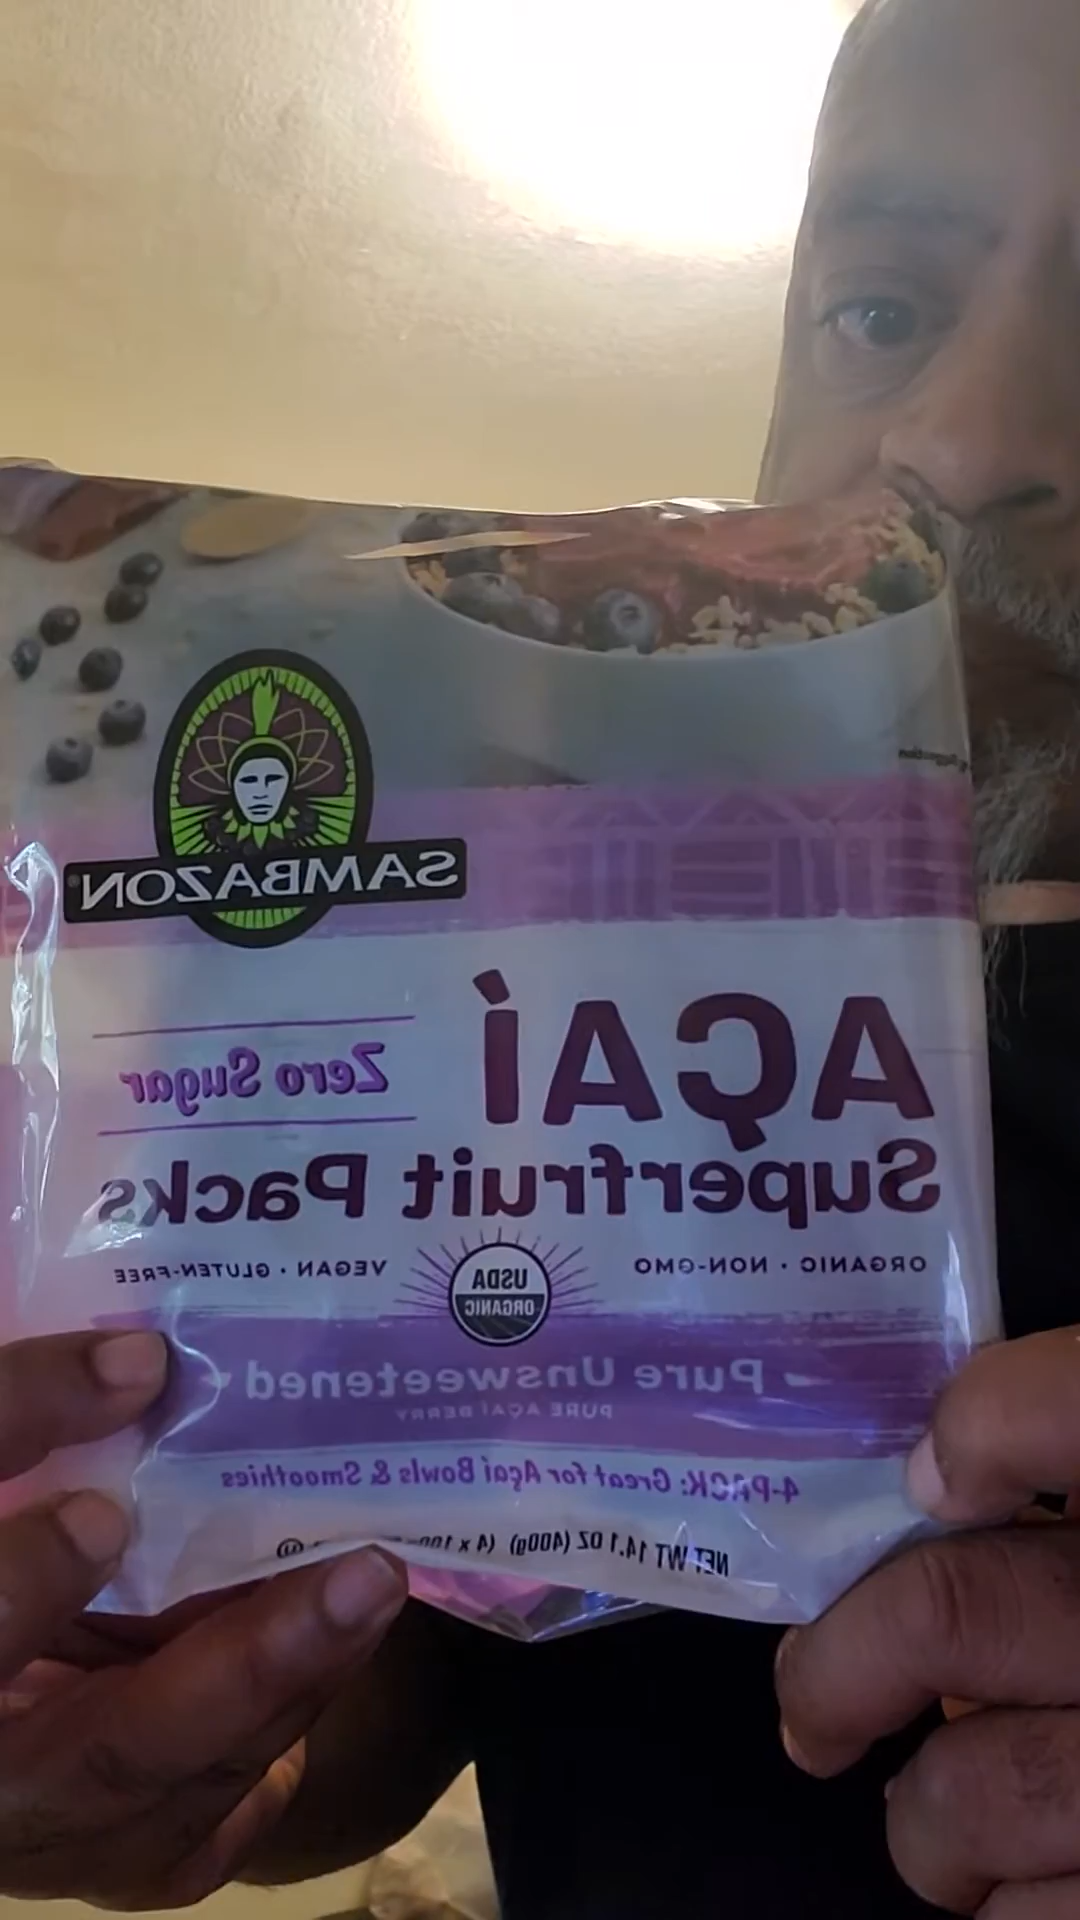 SAMBAZON®
AÇAÍ
Zero Sugar
Superfruit Packs
ORGANIC • NON-GMO
USDA
ORGANIC
VEGAN • GLUTEN-FREE
Pure Unsweetened
PURE AÇAÍ BERRY
4-PACK: Great for Açaí Bowls & Smoothies
NET WT 14.1 OZ (400g) (4 x 100